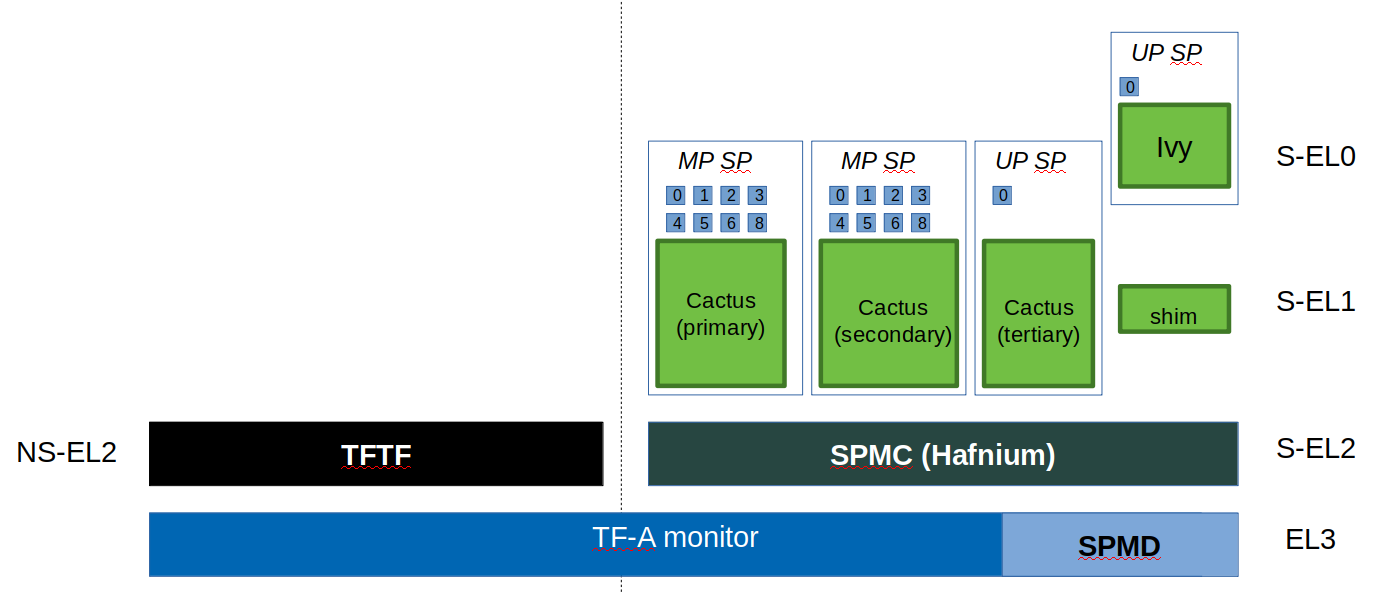 UP SP
0
Ivy
S-EL0
MP SP
0 1 2 3
4 5 6 8
Cactus
(primary)
MP SP
0 1 2 3
4 5 6 8
Cactus
(secondary)
UP SP
0
Cactus
(tertiary)
shim
S-EL1
NS-EL2
TFTF
SPMC (Hafnium)
S-EL2
TF-A monitor
SPMD
EL3